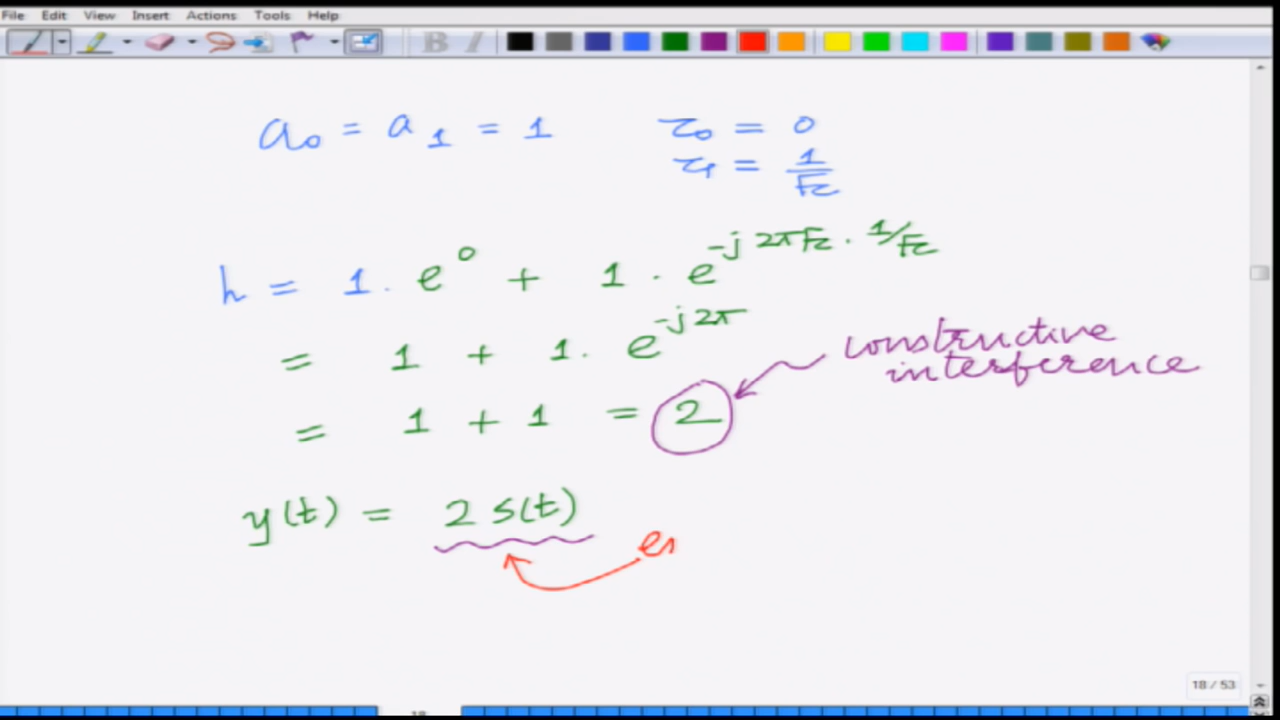 File Edit View Insert Actions Tools Help
B I
a₀ = a₁ = 1 τ₀ = 0
τ₁ = 1/Fc
h = 1 . e⁰ + 1 . e^(-j 2π Fc . 1/Fc)
= 1 + 1 . e^(-j 2π)
constructive
interference
= 1 + 1 = 2
y(t) = 2 s(t)
en
18 / 53